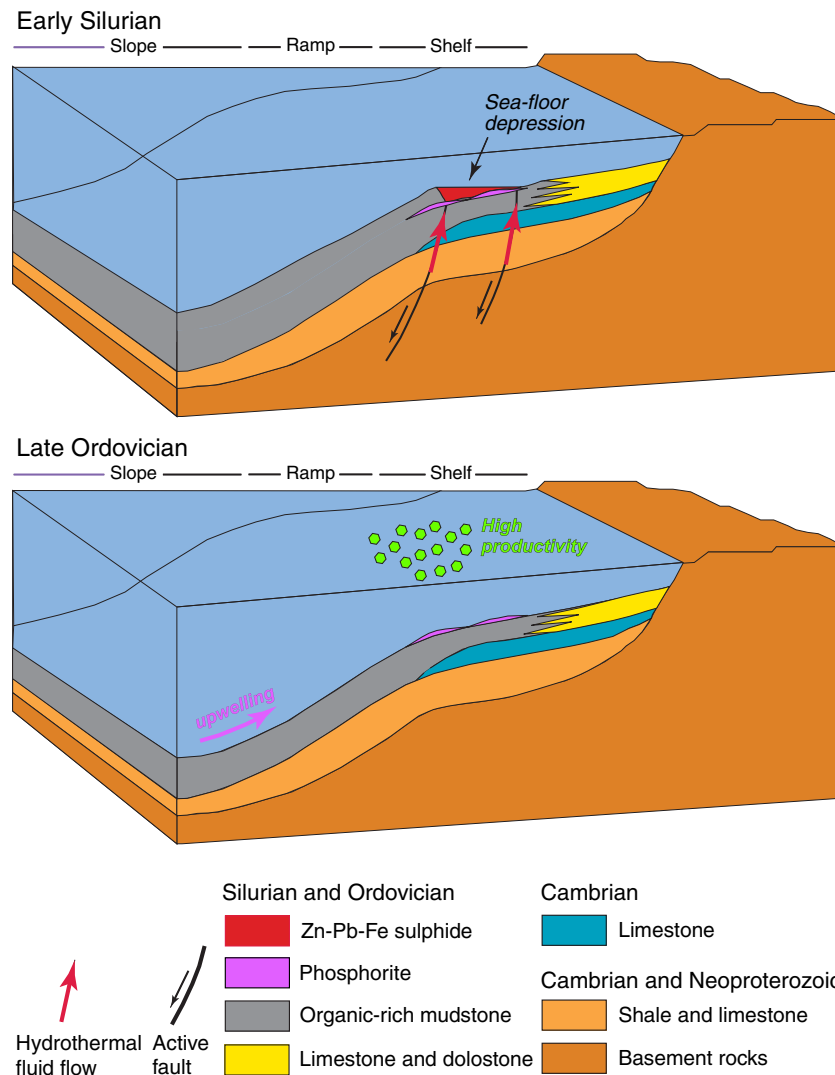 Early Silurian
Slope
Ramp
Shelf
Sea-floor
depression
Late Ordovician
Slope
Ramp
Shelf
High
productivity
upwelling
Silurian and Ordovician
Zn-Pb-Fe sulphide
Phosphorite
Organic-rich mudstone
Limestone and dolostone
Cambrian
Limestone
Cambrian and Neoproterozoic
Shale and limestone
Basement rocks
Hydrothermal
fluid flow
Active
fault